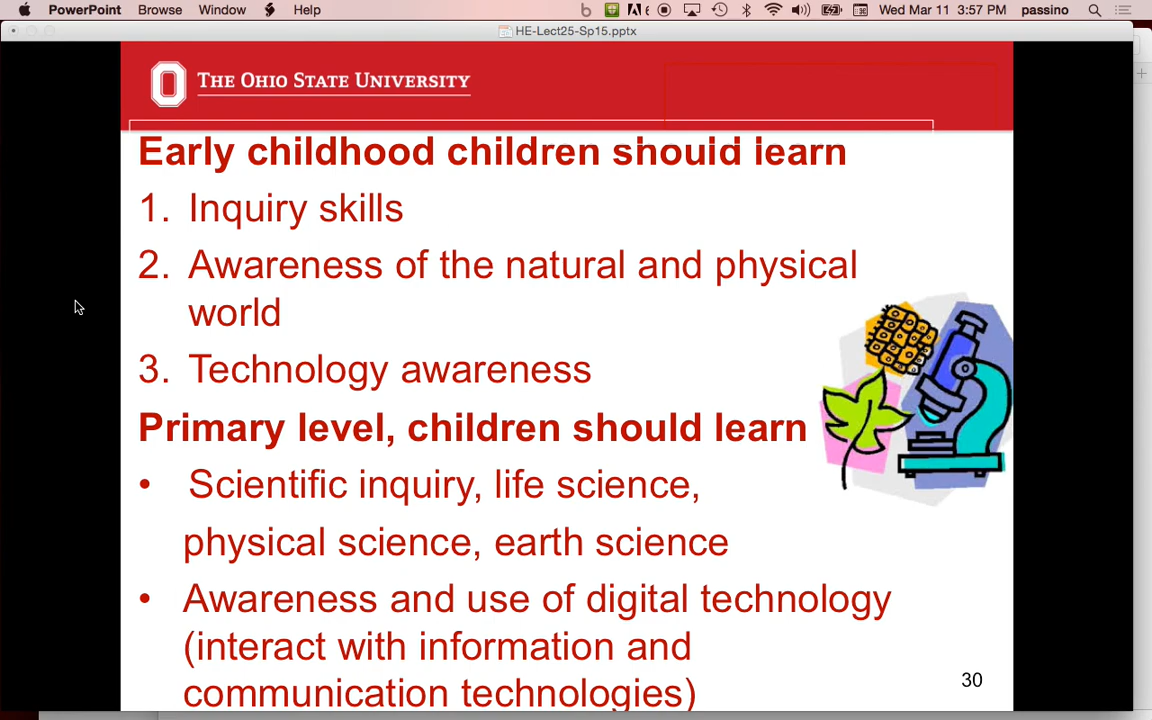 PowerPoint Browse Window Help Wed Mar 11 3:57 PM passino
HE-Lect25-Sp15.pptx
THE OHIO STATE UNIVERSITY
Early childhood children should learn
1. Inquiry skills
2. Awareness of the natural and physical
world
3. Technology awareness
Primary level, children should learn
• Scientific inquiry, life science,
physical science, earth science
• Awareness and use of digital technology
(interact with information and
communication technologies)
30